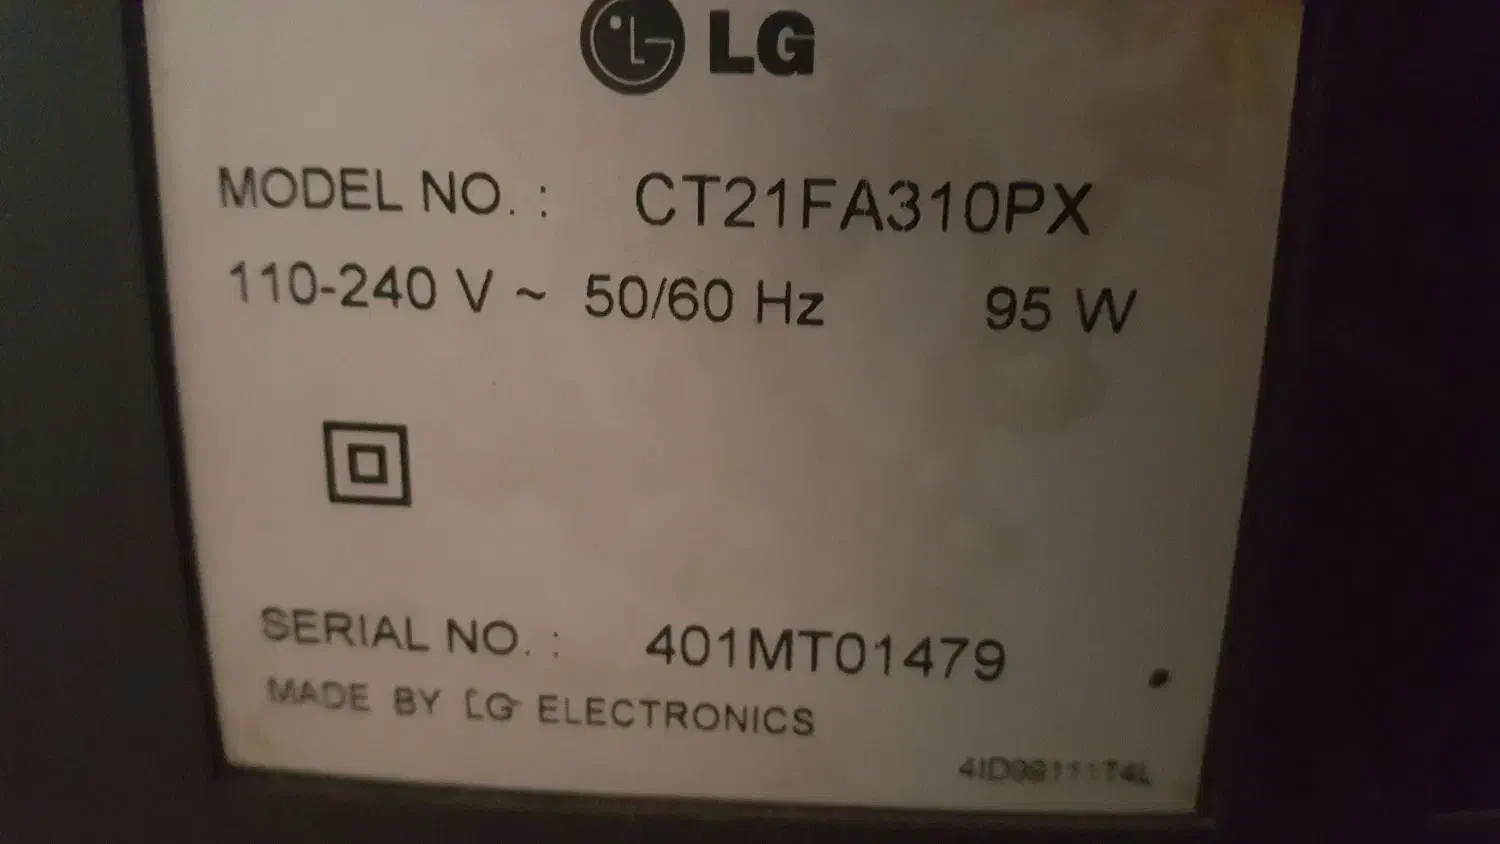 LG
MODEL NO. : CT21FA310PX
110-240 V ~ 50/60 Hz 95 W
SERIAL NO. : 401MT01479
MADE BY LG ELECTRONICS